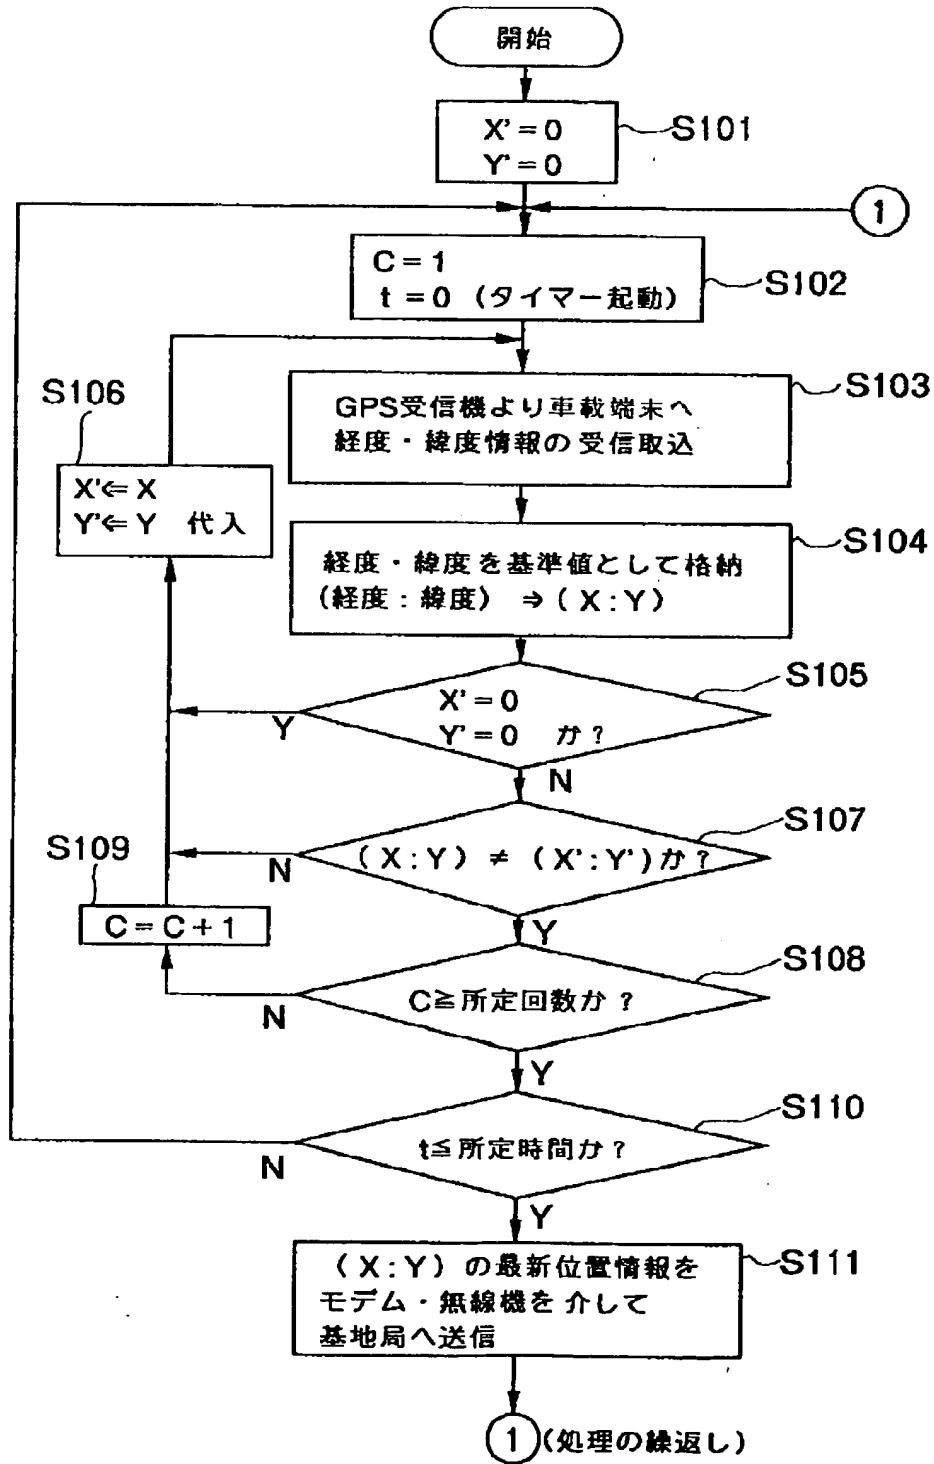 開始
X'=0
Y'=0
S101
1
C=1
t=0 (タイマー起動)
S102
GPS受信機より車載端末へ
経度・緯度情報の受信取込
S103
S106
X'⇐X
Y'⇐Y 代入
経度・緯度を基準値として格納
(経度:緯度) ⇒(X:Y)
S104
X'=0
Y'=0 か?
S105
Y
N
(X:Y)≠(X':Y')か?
S107
N
Y
S109
C=C+1
C≧所定回数か?
S108
N
Y
t≦所定時間か?
S110
N
Y
(X:Y)の最新位置情報を
モデム・無線機を介して
基地局へ送信
S111
1 (処理の繰返し)